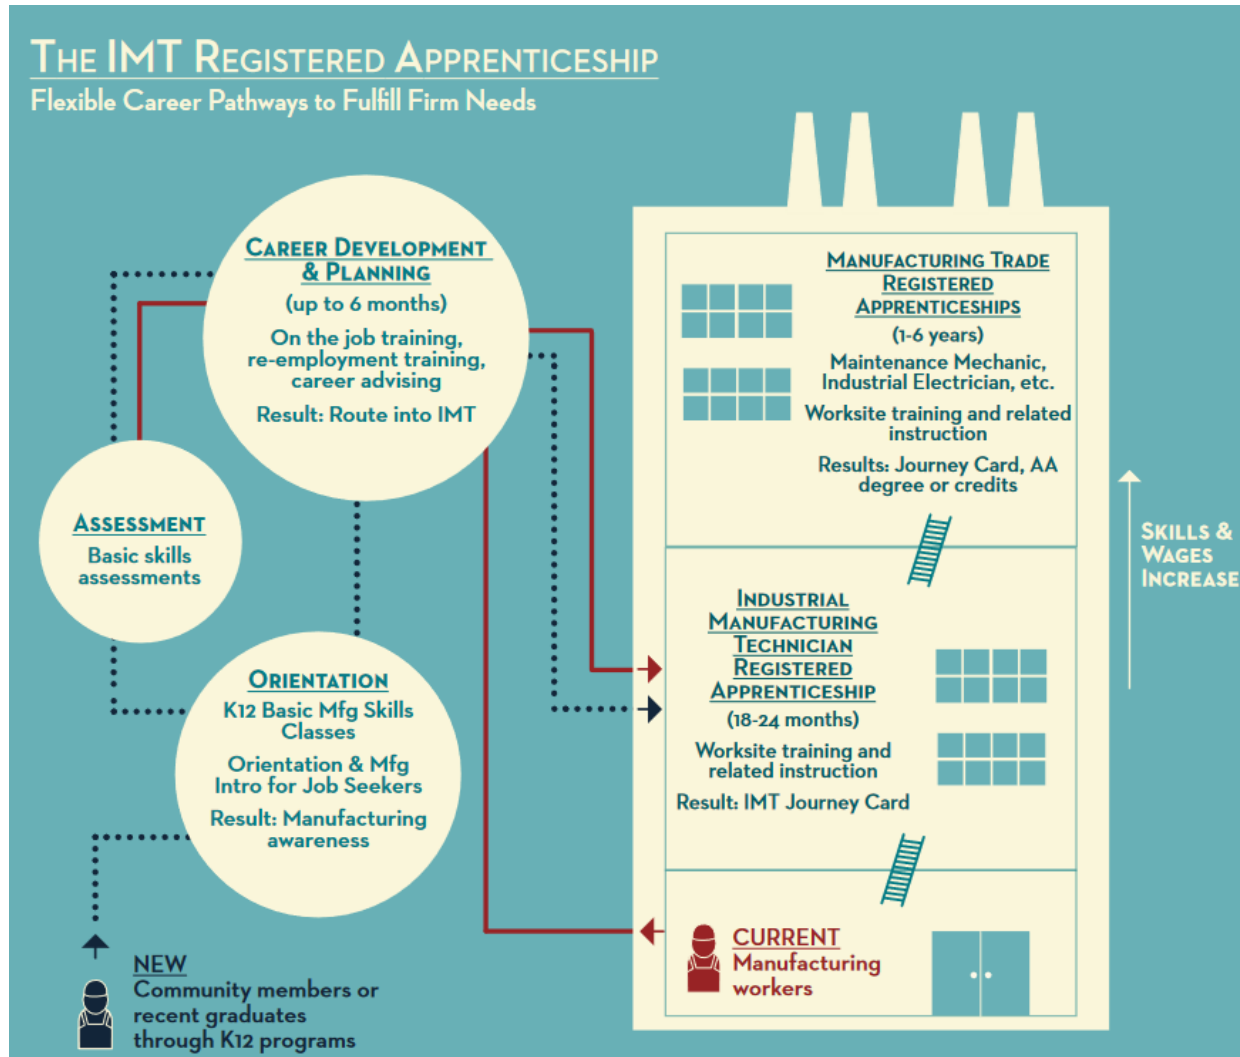 THE IMT REGISTERED APPRENTICESHIP
Flexible Career Pathways to Fulfill Firm Needs
CAREER DEVELOPMENT
& PLANNING
(up to 6 months)
On the job training,
re-employment training,
career advising
Result: Route into IMT
ASSESSMENT
Basic skills
assessments
ORIENTATION
K12 Basic Mfg Skills
Classes
Orientation & Mfg
Intro for Job Seekers
Result: Manufacturing
awareness
NEW
Community members or
recent graduates
through K12 programs
MANUFACTURING TRADE
REGISTERED
APPRENTICESHIPS
(1-6 years)
Maintenance Mechanic,
Industrial Electrician, etc.
Worksite training and related
instruction
Results: Journey Card, AA
degree or credits
INDUSTRIAL
MANUFACTURING
TECHNICIAN
REGISTERED
APPRENTICESHIP
(18-24 months)
Worksite training and
related instruction
Result: IMT Journey Card
CURRENT
Manufacturing
workers
SKILLS &
WAGES
INCREASE